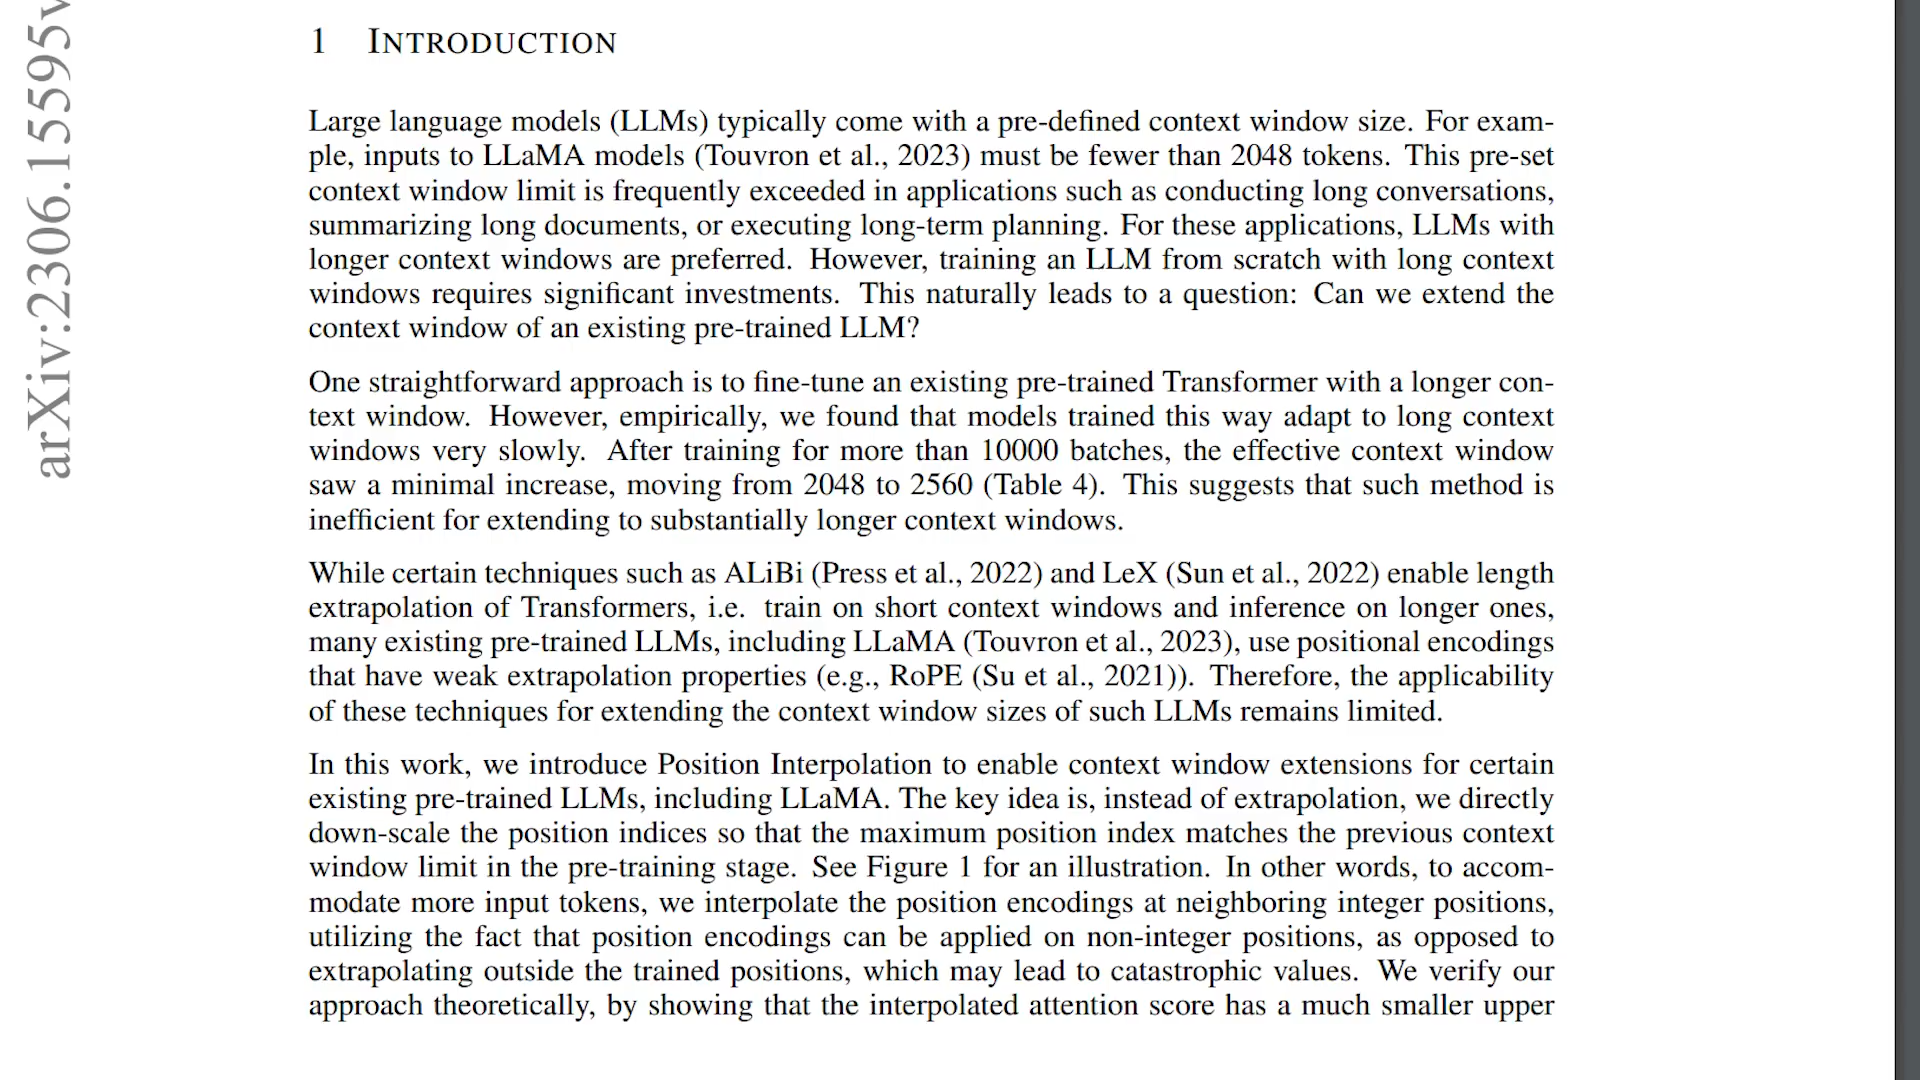 arXiv:2306.15595v
1 INTRODUCTION
Large language models (LLMs) typically come with a pre-defined context window size. For exam-
ple, inputs to LLaMA models (Touvron et al., 2023) must be fewer than 2048 tokens. This pre-set
context window limit is frequently exceeded in applications such as conducting long conversations,
summarizing long documents, or executing long-term planning. For these applications, LLMs with
longer context windows are preferred. However, training an LLM from scratch with long context
windows requires significant investments. This naturally leads to a question: Can we extend the
context window of an existing pre-trained LLM?
One straightforward approach is to fine-tune an existing pre-trained Transformer with a longer con-
text window. However, empirically, we found that models trained this way adapt to long context
windows very slowly. After training for more than 10000 batches, the effective context window
saw a minimal increase, moving from 2048 to 2560 (Table 4). This suggests that such method is
inefficient for extending to substantially longer context windows.
While certain techniques such as ALiBi (Press et al., 2022) and LeX (Sun et al., 2022) enable length
extrapolation of Transformers, i.e. train on short context windows and inference on longer ones,
many existing pre-trained LLMs, including LLaMA (Touvron et al., 2023), use positional encodings
that have weak extrapolation properties (e.g., RoPE (Su et al., 2021)). Therefore, the applicability
of these techniques for extending the context window sizes of such LLMs remains limited.
In this work, we introduce Position Interpolation to enable context window extensions for certain
existing pre-trained LLMs, including LLaMA. The key idea is, instead of extrapolation, we directly
down-scale the position indices so that the maximum position index matches the previous context
window limit in the pre-training stage. See Figure 1 for an illustration. In other words, to accom-
modate more input tokens, we interpolate the position encodings at neighboring integer positions,
utilizing the fact that position encodings can be applied on non-integer positions, as opposed to
extrapolating outside the trained positions, which may lead to catastrophic values. We verify our
approach theoretically, by showing that the interpolated attention score has a much smaller upper